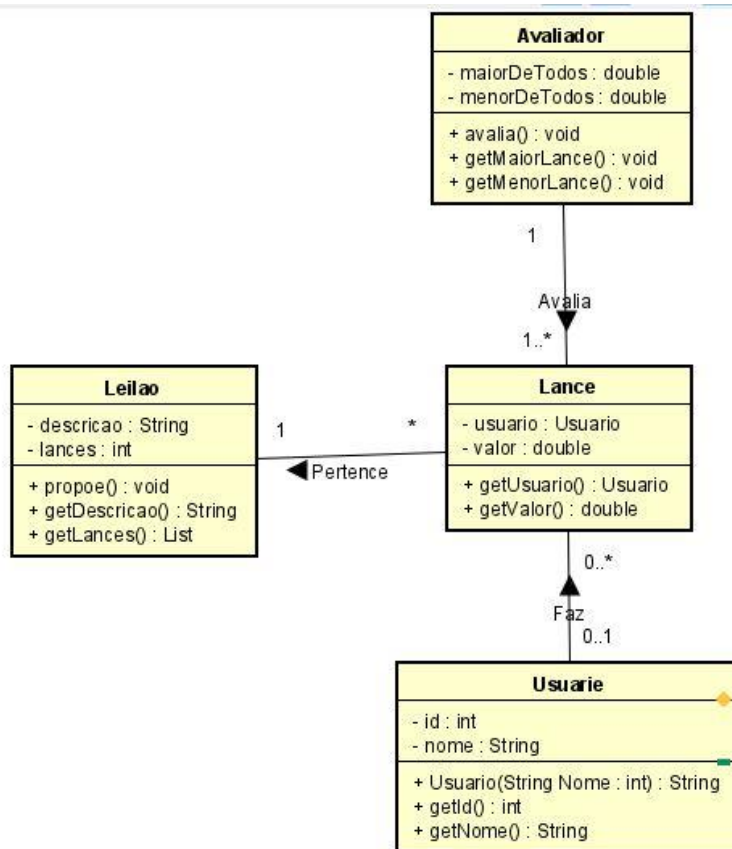 Avaliador
- maiorDeTodos : double
- menorDeTodos : double
+ avalia() : void
+ getMaiorLance() : void
+ getMenorLance() : void
1
Avalia
1..*
Leilao
- descricao : String
- lances : int
+ propoe() : void
+ getDescricao() : String
+ getLances() : List
1
*
Pertence
Lance
- usuario : Usuario
- valor : double
+ getUsuario() : Usuario
+ getValor() : double
0..*
Faz
0..1
Usuarie
- id : int
- nome : String
+ Usuario(String Nome : int) : String
+ getId() : int
+ getNome() : String